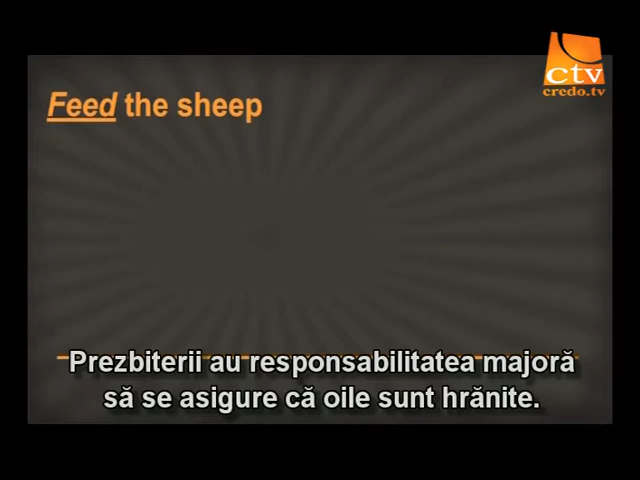 ctv
credo.tv
Feed the sheep
Prezbiterii au responsabilitatea majoră
să se asigure că oile sunt hrănite.